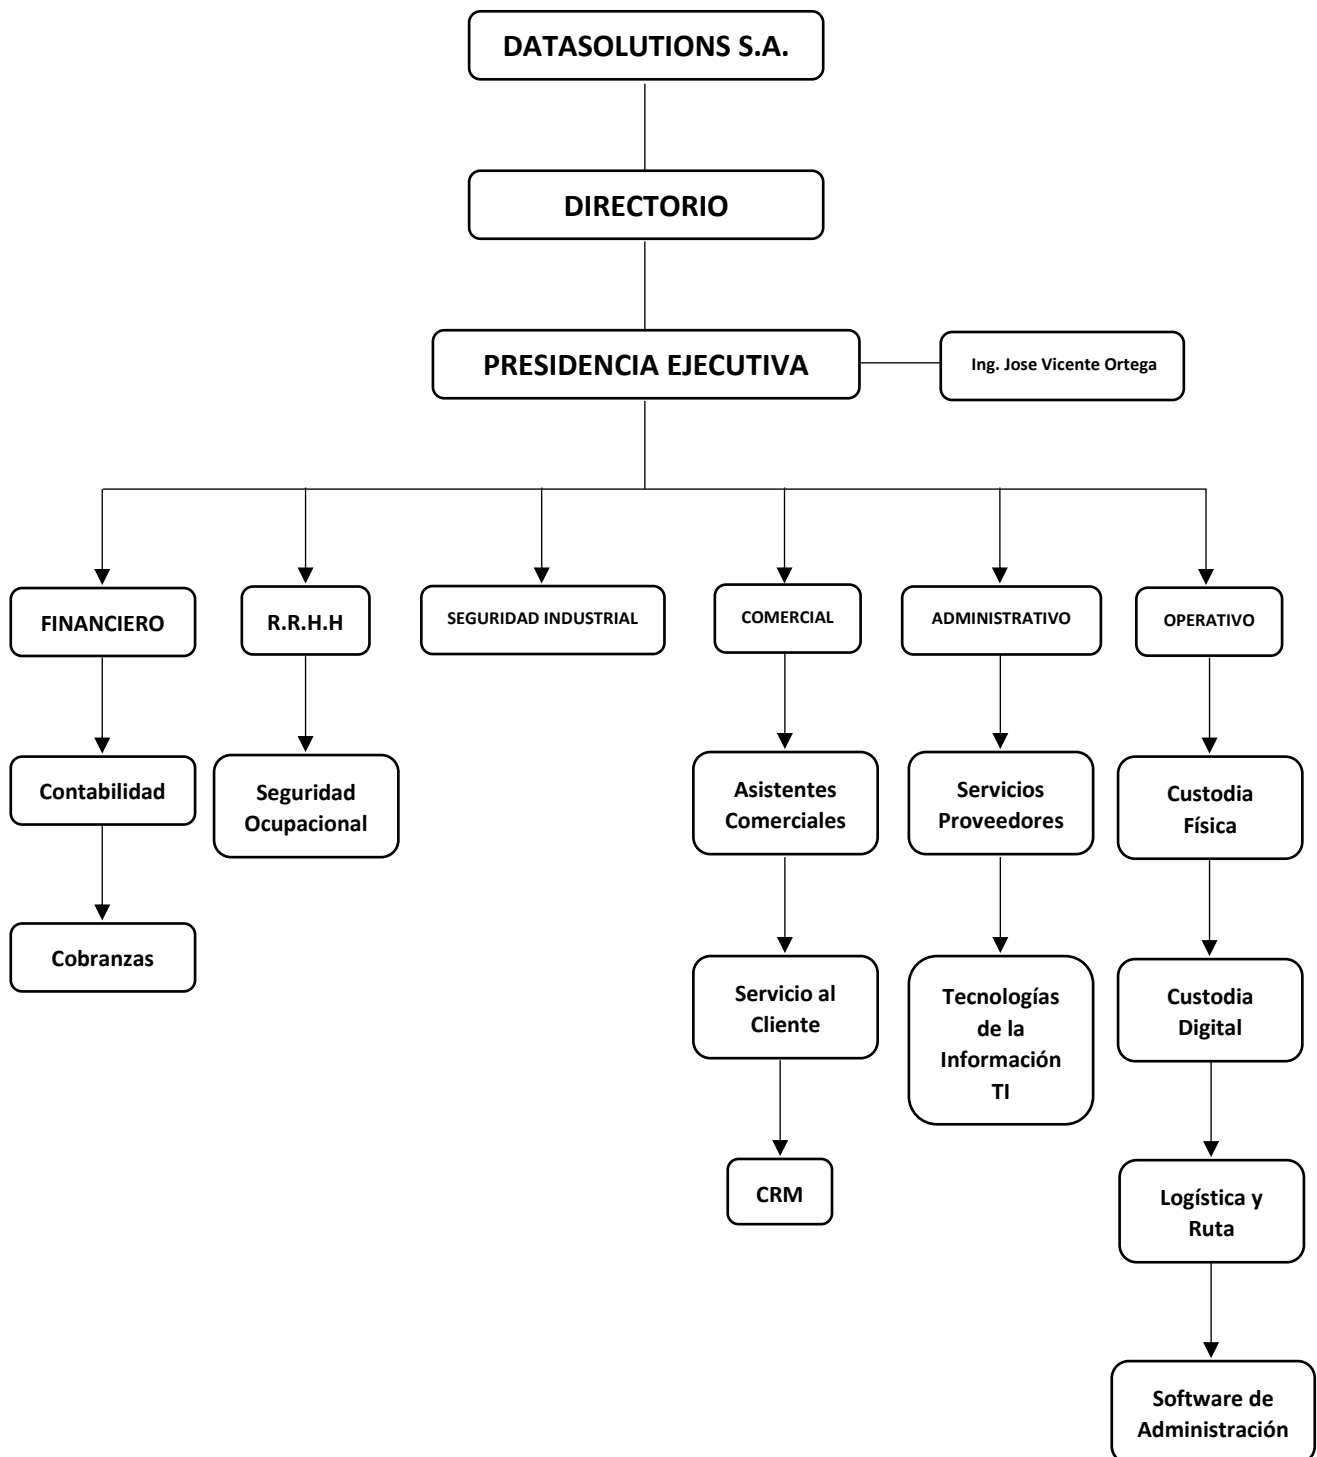 DATASOLUTIONS S.A.
DIRECTORIO
PRESIDENCIA EJECUTIVA
Ing. Jose Vicente Ortega
FINANCIERO
R.R.H.H
SEGURIDAD INDUSTRIAL
COMERCIAL
ADMINISTRATIVO
OPERATIVO
Contabilidad
Seguridad
Ocupacional
Asistentes
Comerciales
Servicios
Proveedores
Custodia
Física
Cobranzas
Servicio al
Cliente
Tecnologías
de la
Información
TI
Custodia
Digital
CRM
Logística y
Ruta
Software de
Administración